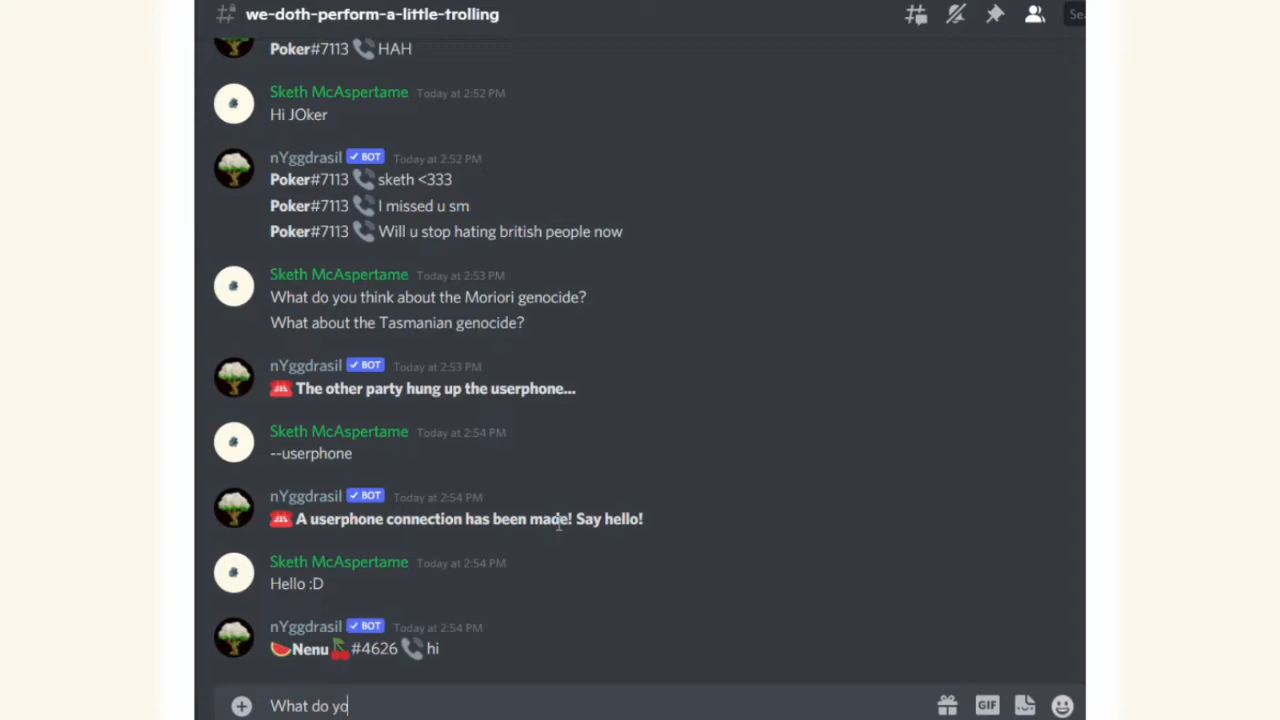 we-doth-perform-a-little-trolling
Poker#7113 HAH
Sketh McAspertame Today at 2:52 PM
Hi JOker
nYggdrasil BOT Today at 2:52 PM
Poker#7113 sketh <333
Poker#7113 I missed u sm
Poker#7113 Will u stop hating british people now
Sketh McAspertame Today at 2:53 PM
What do you think about the Moriori genocide?
What about the Tasmanian genocide?
nYggdrasil BOT Today at 2:53 PM
The other party hung up the userphone...
Sketh McAspertame Today at 2:54 PM
--userphone
nYggdrasil BOT Today at 2:54 PM
A userphone connection has been made! Say hello!
Sketh McAspertame Today at 2:54 PM
Hello :D
nYggdrasil BOT Today at 2:54 PM
Nenu #4626 hi
What do yo
GIF